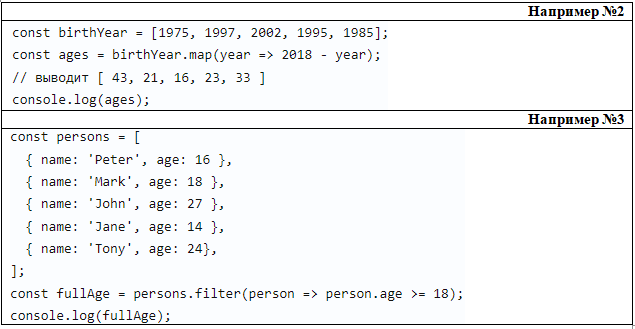 Например №2
const birthYear = [1975, 1997, 2002, 1995, 1985];
const ages = birthYear.map(year => 2018 - year);
// выводит [ 43, 21, 16, 23, 33 ]
console.log(ages);
Например №3
const persons = [
  { name: 'Peter', age: 16 },
  { name: 'Mark', age: 18 },
  { name: 'John', age: 27 },
  { name: 'Jane', age: 14 },
  { name: 'Tony', age: 24},
];
const fullAge = persons.filter(person => person.age >= 18);
console.log(fullAge);